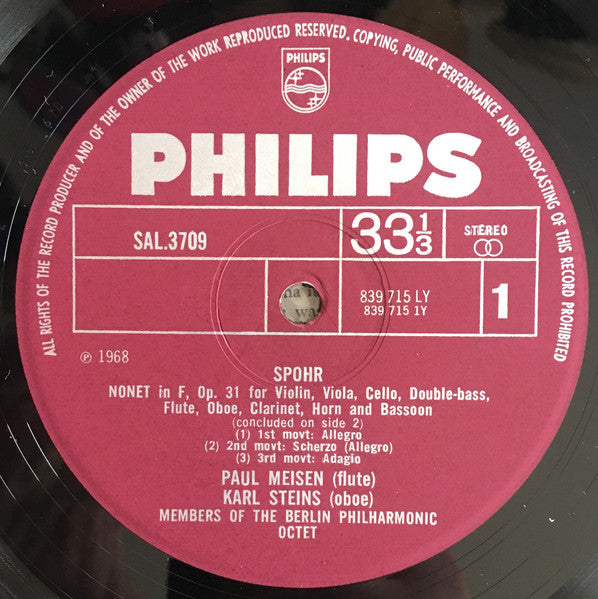 ALL RIGHTS OF THE RECORD PRODUCER AND OF THE OWNER OF THE WORK REPRODUCED RESERVED. COPYING, PUBLIC PERFORMANCE AND BROADCASTING OF THIS RECORD PROHIBITED
PHILIPS
PHILIPS
SAL.3709
33 1/3
STEREO
839 715 LY
839 715 1Y
1
℗ 1968
SPOHR
NONET in F, Op. 31 for Violin, Viola, Cello, Double-bass,
Flute, Oboe, Clarinet, Horn and Bassoon
(concluded on side 2)
(1) 1st movt: Allegro
(2) 2nd movt: Scherzo (Allegro)
(3) 3rd movt: Adagio
PAUL MEISEN (flute)
KARL STEINS (oboe)
MEMBERS OF THE BERLIN PHILHARMONIC
OCTET